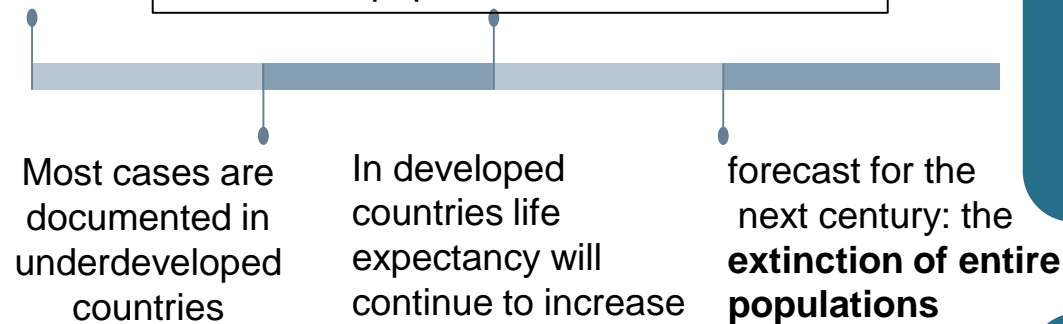 Most cases are
documented in
underdeveloped
countries
In developed
countries life
expectancy will
continue to increase
forecast for the
next century: the
extinction of entire
populations